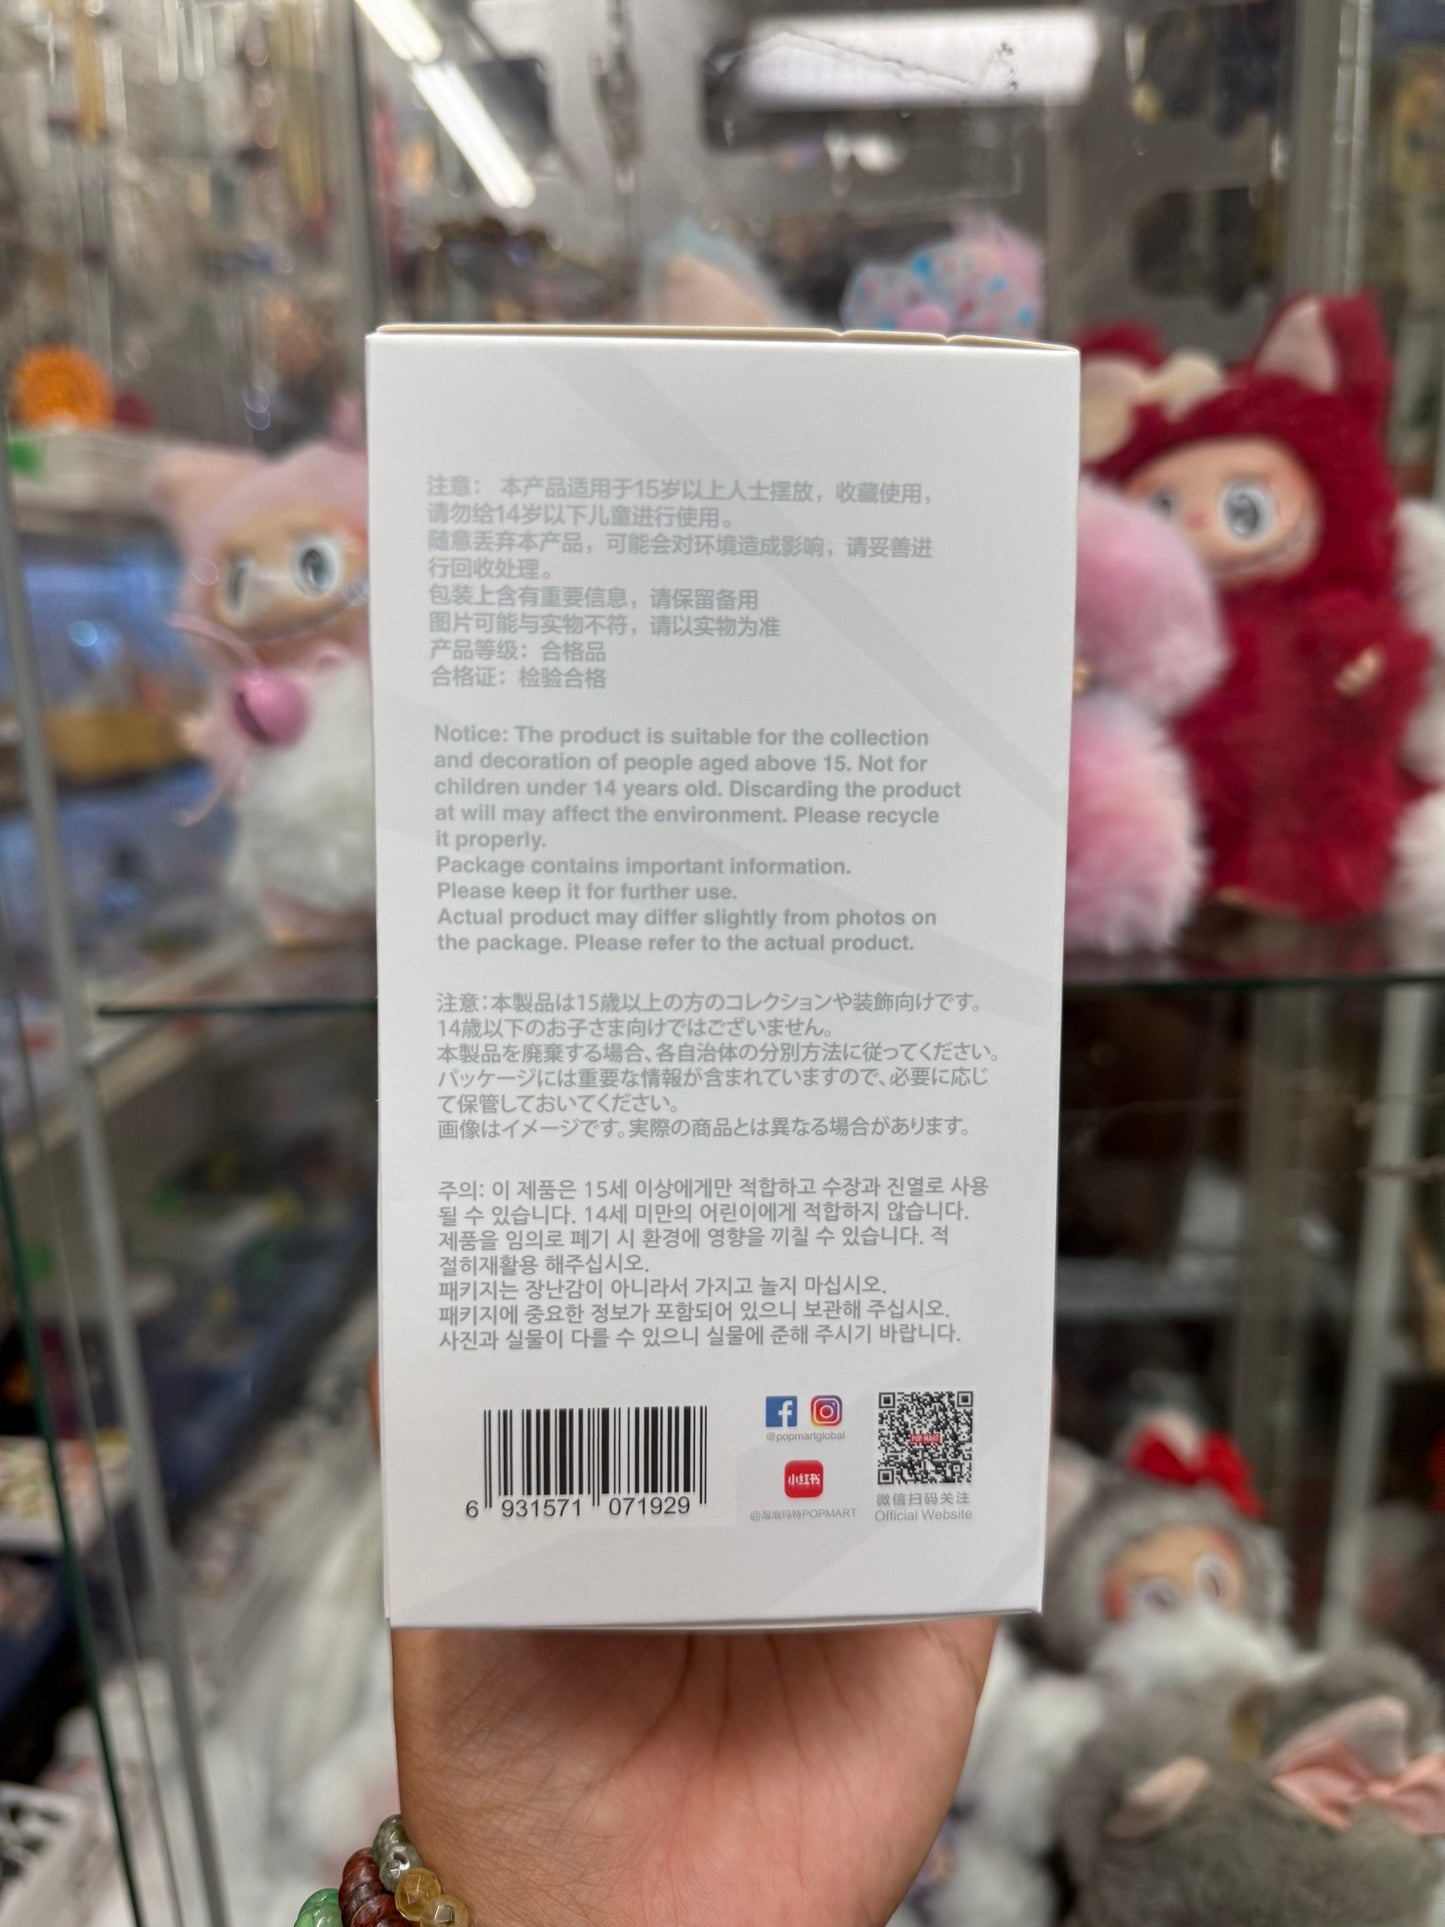 注意： 本产品适用于15岁以上人士摆放，收藏使用，
请勿给14岁以下儿童进行使用。
随意丢弃本产品，可能会对环境造成影响，请妥善进
行回收处理。
包装上含有重要信息，请保留备用
图片可能与实物不符，请以实物为准
产品等级：合格品
合格证：检验合格
Notice: The product is suitable for the collection
and decoration of people aged above 15. Not for
children under 14 years old. Discarding the product
at will may affect the environment. Please recycle
it properly.
Package contains important information.
Please keep it for further use.
Actual product may differ slightly from photos on
the package. Please refer to the actual product.
注意：本製品は15歳以上の方のコレクションや装飾向けです。
14歳以下のお子さま向けではございません。
本製品を廃棄する場合、各自治体の分別方法に従ってください。
パッケージには重要な情報が含まれていますので、必要に応じ
て保管しておいてください。
画像はイメージです。実際の商品とは異なる場合があります。
주의: 이 제품은 15세 이상에게만 적합하고 수장과 진열로 사용
될 수 있습니다. 14세 미만의 어린이에게 적합하지 않습니다.
제품을 임의로 폐기 시 환경에 영향을 끼칠 수 있습니다. 적
절히재활용 해주십시오.
패키지는 장난감이 아니라서 가지고 놀지 마십시오.
패키지에 중요한 정보가 포함되어 있으니 보관해 주십시오.
사진과 실물이 다를 수 있으니 실물에 준해 주시기 바랍니다.
6 931571 071929
@popmartglobal
小红书
@泡泡玛特POPMART
POP MART
微信扫码关注
Official Website